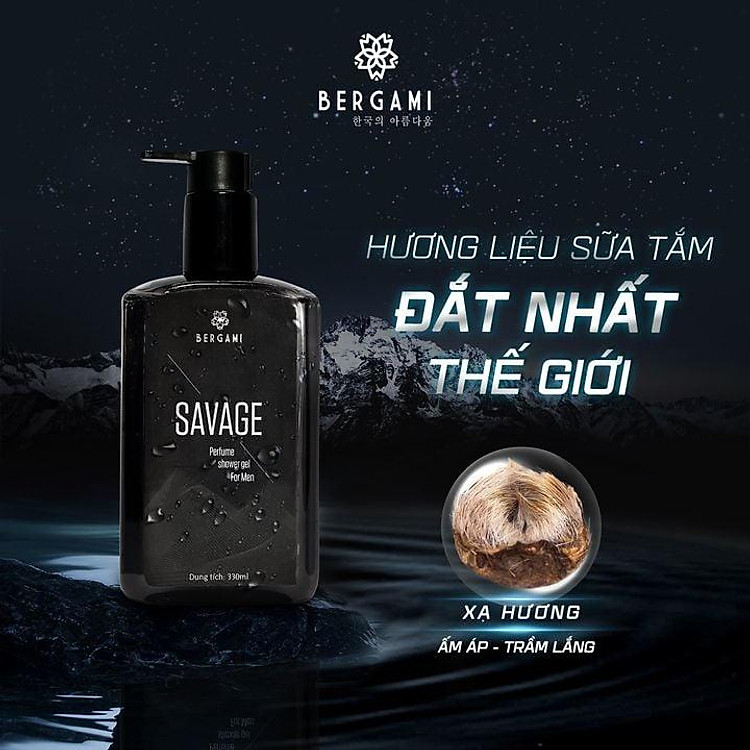 BERGAMI
한국의 아름다움
HƯƠNG LIỆU SỮA TẮM
ĐẮT NHẤT
THẾ GIỚI
BERGAMI
SAVAGE
Perfume
shower gel
For Men
Dung tích: 330ml
XẠ HƯƠNG
ẤM ÁP - TRẦM LẮNG